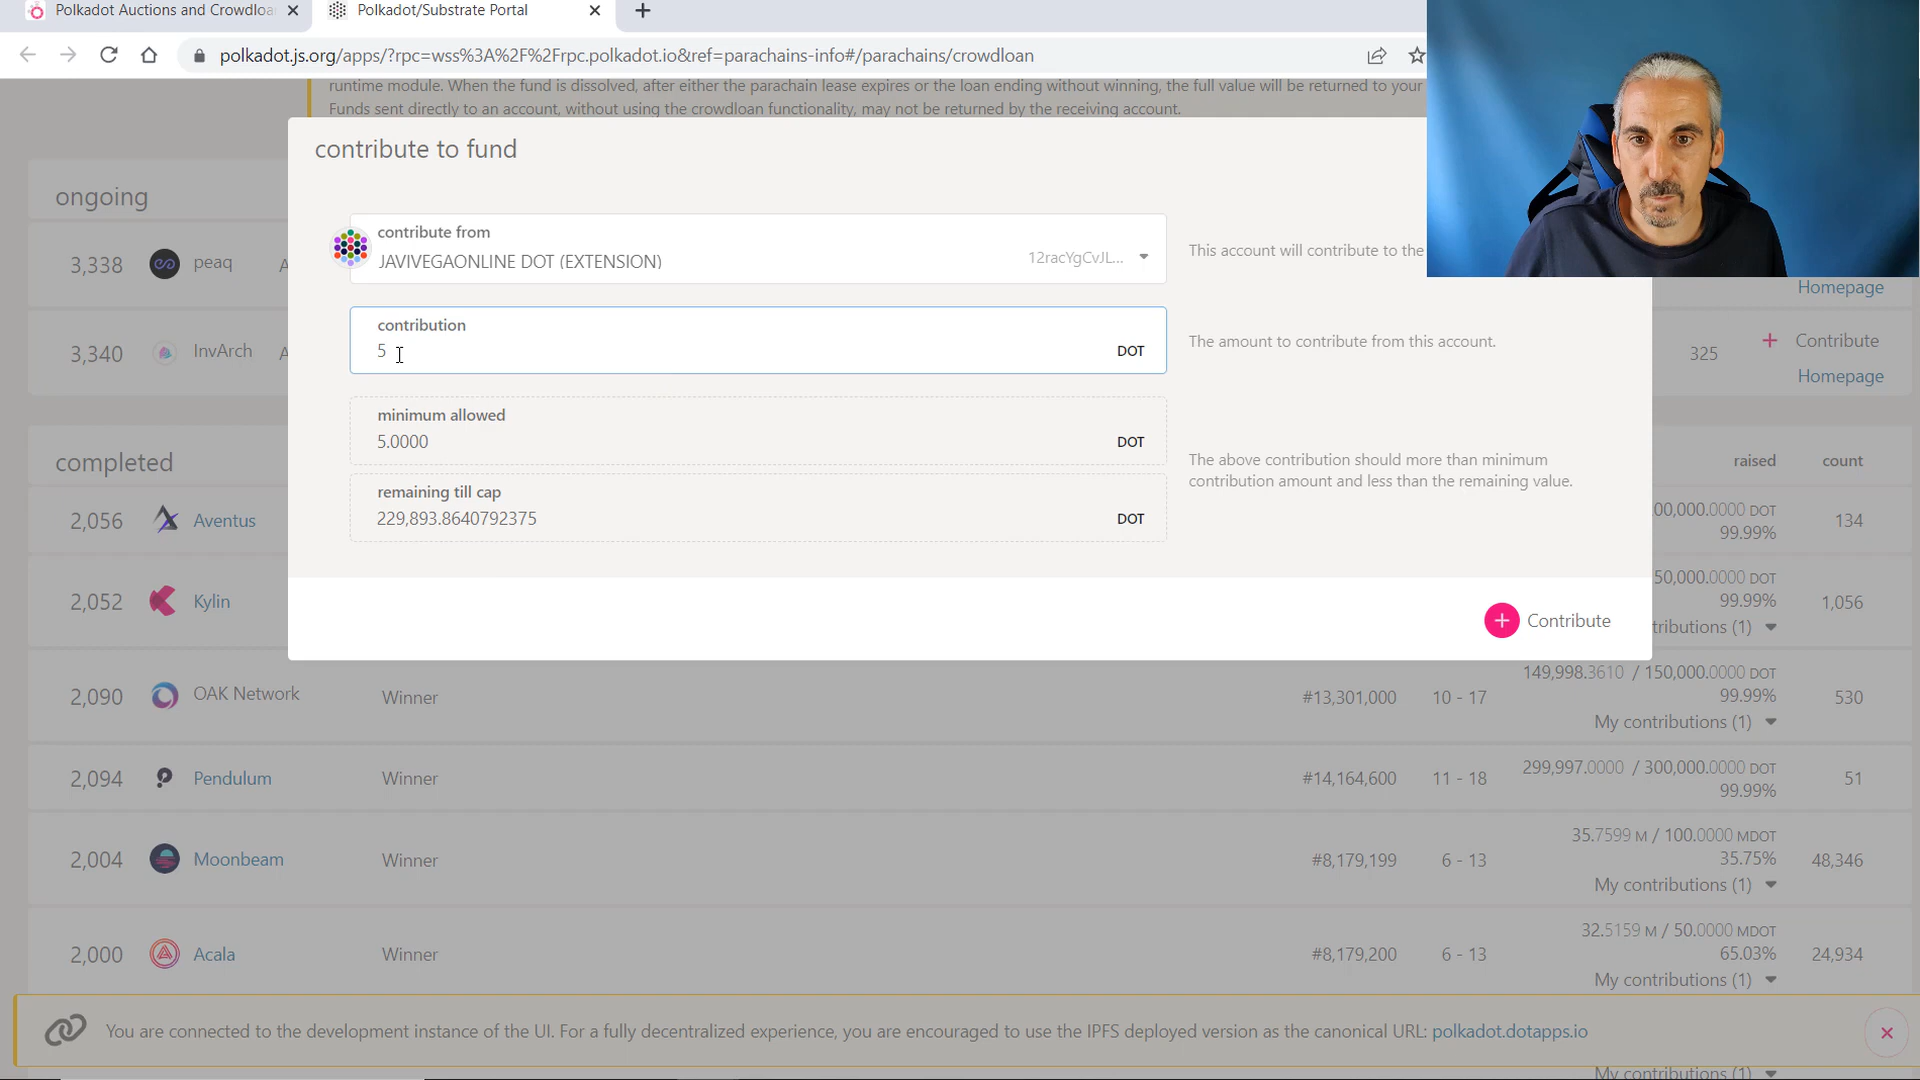 Polkadot Auctions and Crowdloa
Polkadot/Substrate Portal
polkadot.js.org/apps/?rpc=wss%3A%2F%2Frpc.polkadot.io&ref=parachains-info#/parachains/crowdloan
runtime module. When the fund is dissolved, after either the parachain lease expires or the loan ending without winning, the full value will be returned to your
Funds sent directly to an account, without using the crowdloan functionality, may not be returned by the receiving account.
contribute to fund
ongoing
contribute from
JAVIVEGAONLINE DOT (EXTENSION)
12racYgCvJL...
This account will contribute to the
3,338 peaq A
Homepage
contribution
5
DOT
The amount to contribute from this account.
3,340 InvArch A
325 Contribute
Homepage
minimum allowed
5.0000
DOT
completed
raised count
The above contribution should more than minimum
contribution amount and less than the remaining value.
remaining till cap
229,893.8640792375
DOT
2,056 Aventus
00,000.0000 DOT
99.99%
134
2,052 Kylin
50,000.0000 DOT
99.99%
1,056
tributions (1)
Contribute
2,090 OAK Network Winner #13,301,000 10 - 17
149,998.3610 / 150,000.0000 DOT
99.99%
530
My contributions (1)
2,094 Pendulum Winner #14,164,600 11 - 18
299,997.0000 / 300,000.0000 DOT
99.99%
51
2,004 Moonbeam Winner #8,179,199 6 - 13
35.7599 M / 100.0000 MDOT
35.75%
48,346
My contributions (1)
2,000 Acala Winner #8,179,200 6 - 13
32.5159 M / 50.0000 MDOT
65.03%
24,934
My contributions (1)
You are connected to the development instance of the UI. For a fully decentralized experience, you are encouraged to use the IPFS deployed version as the canonical URL: polkadot.dotapps.io
My contributions (1)